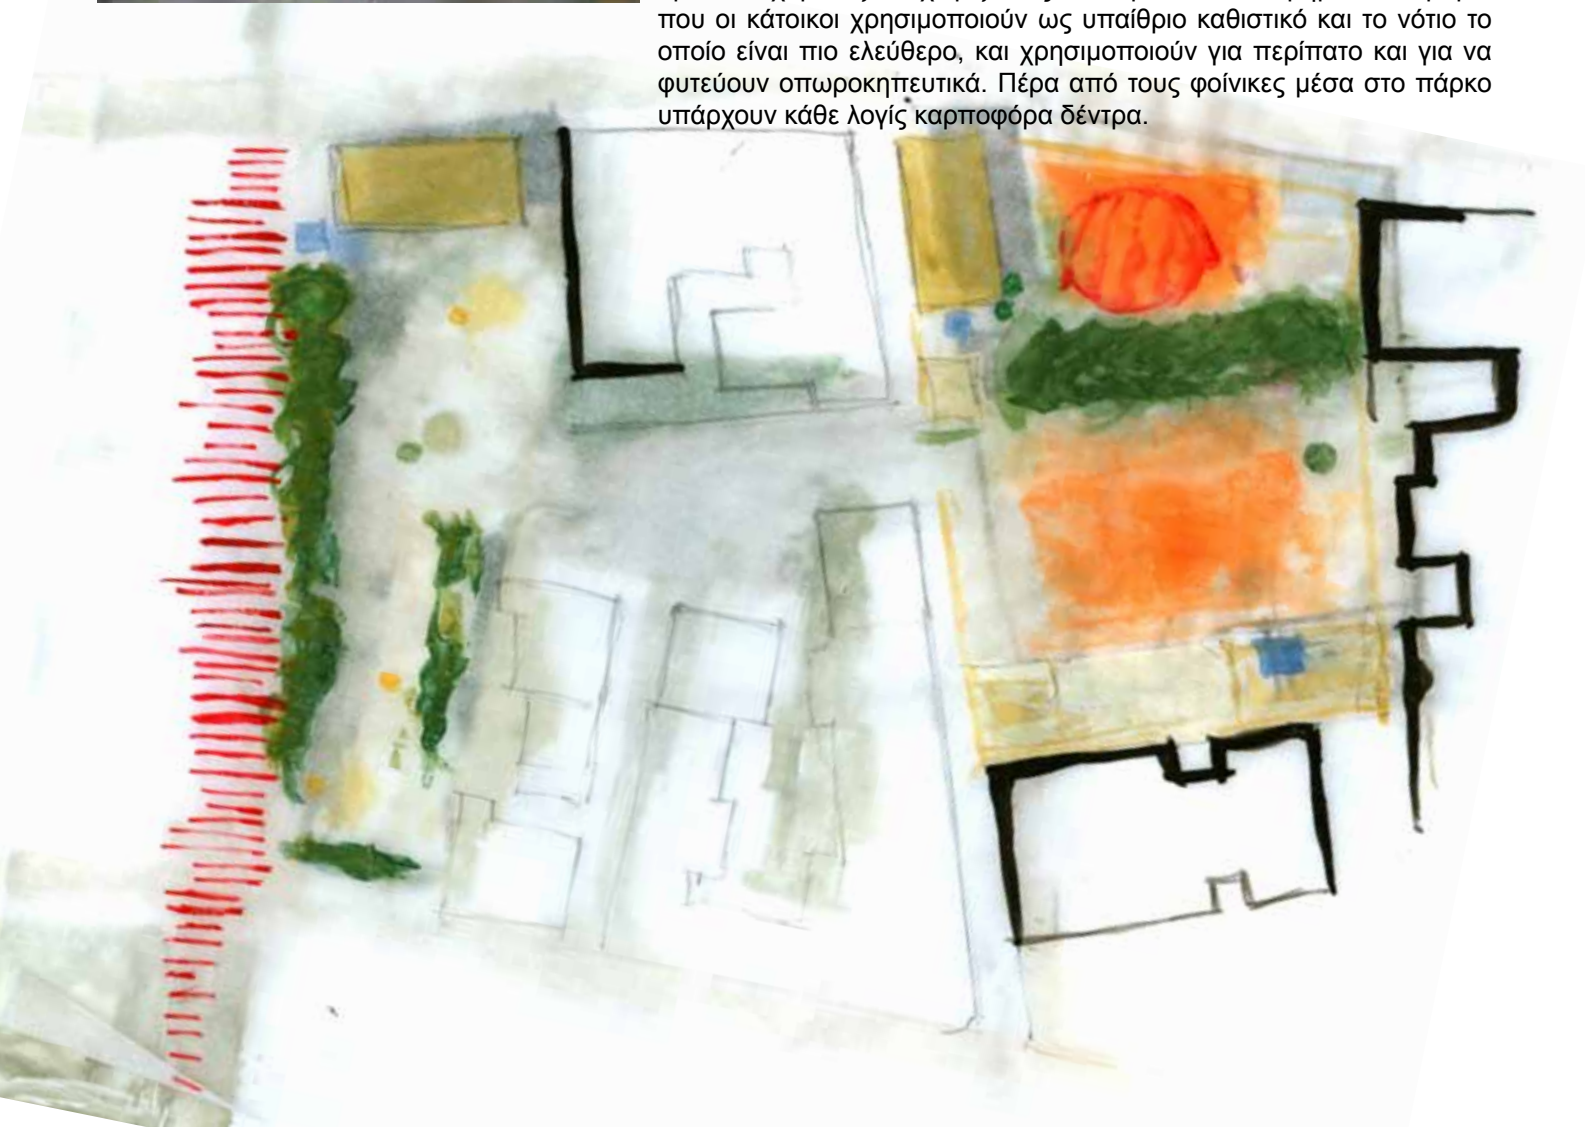 που οι κάτοικοι χρησιμοποιούν ως υπαίθριο καθιστικό και το νότιο το
οποίο είναι πιο ελεύθερο, και χρησιμοποιούν για περίπατο και για να
φυτεύουν οπωροκηπευτικά. Πέρα από τους φοίνικες μέσα στο πάρκο
υπάρχουν κάθε λογίς καρποφόρα δέντρα.